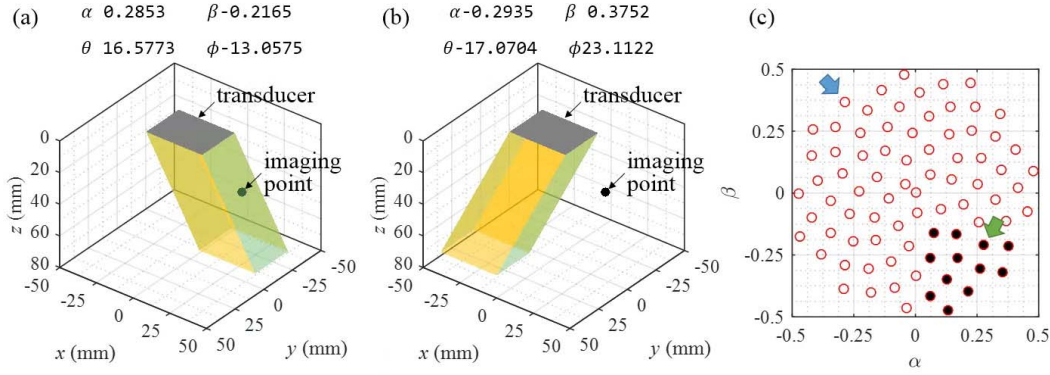 (a)
α 0.2853 β-0.2165
θ 16.5773 ϕ-13.0575
transducer
imaging
point
z (mm)
0
20
40
60
80
-50
-25
0
25
50
x (mm)
50
25
0
-25
-50
y (mm)
(b)
α-0.2935 β 0.3752
θ-17.0704 ϕ23.1122
transducer
imaging
point
z (mm)
0
20
40
60
80
-50
-25
0
25
50
x (mm)
50
25
0
-25
-50
y (mm)
(c)
β
0.5
0.25
0
-0.25
-0.5
-0.5 -0.25 0 0.25 0.5
α